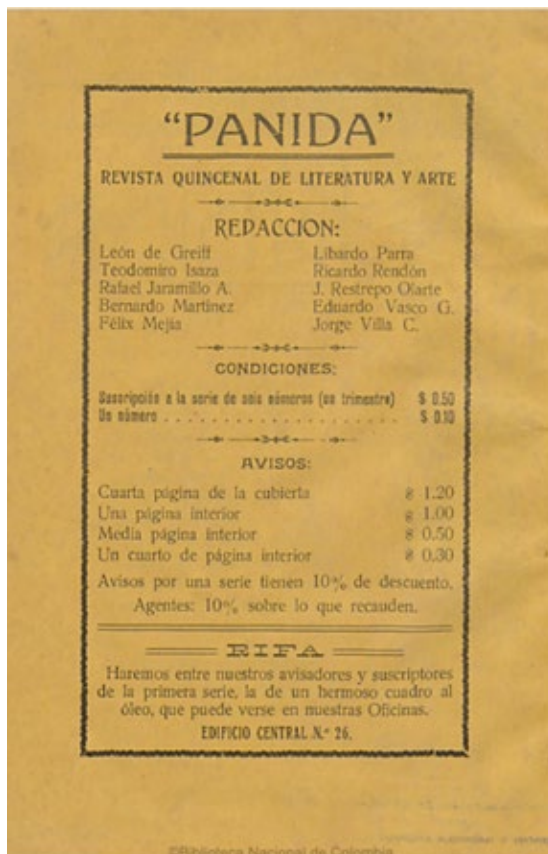 “PANIDA”
REVISTA QUINCENAL DE LITERATURA Y ARTE
REDACCION:
León de Greiff
Teodomiro Isaza
Rafael Jaramillo A.
Bernardo Martínez
Félix Mejía
Libardo Parra
Ricardo Rendón
J. Restrepo Olarte
Eduardo Vasco G.
Jorge Villa C.
CONDICIONES:
Suscripción a la serie de seis números (un trimestre) $ 0.50
Un número . . . . . . . . . . . . . . . . . . . $ 0.10
AVISOS:
Cuarta página de la cubierta $ 1.20
Una página interior $ 1.00
Media página interior $ 0.50
Un cuarto de página interior $ 0.30
Avisos por una serie tienen 10% de descuento.
Agentes: 10% sobre lo que recauden.
RIFA
Haremos entre nuestros avisadores y suscriptores
de la primera serie, la de un hermoso cuadro al
óleo, que puede verse en nuestras Oficinas.
EDIFICIO CENTRAL N.º 26.
©Biblioteca Nacional de Colombia